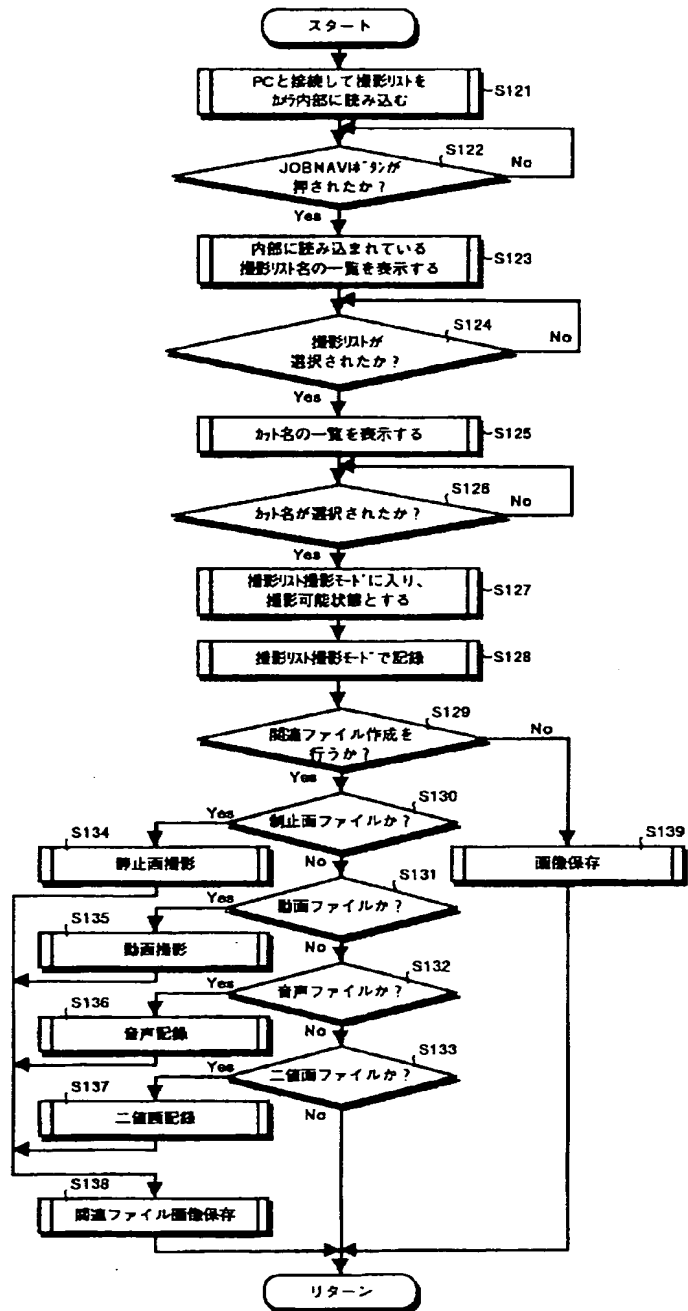 スタート
PCと接続して撮影リストを
カメラ内部に読み込む
S121
S122
JOBNAVIボタンが
押されたか？
No
Yes
内部に読み込まれている
撮影リスト名の一覧を表示する
S123
S124
撮影リストが
選択されたか？
No
Yes
カット名の一覧を表示する
S125
S126
カット名が選択されたか？
No
Yes
撮影リスト撮影モードに入り、
撮影可能状態とする
S127
撮影リスト撮影モードで記録
S128
S129
関連ファイル作成を
行うか？
No
Yes
S130
制止画ファイルか？
Yes
No
S134
静止画撮影
S139
画像保存
S131
動画ファイルか？
Yes
No
S135
動画撮影
S132
音声ファイルか？
Yes
No
S136
音声記録
S133
二値画ファイルか？
Yes
No
S137
二値画記録
S138
関連ファイル画像保存
リターン